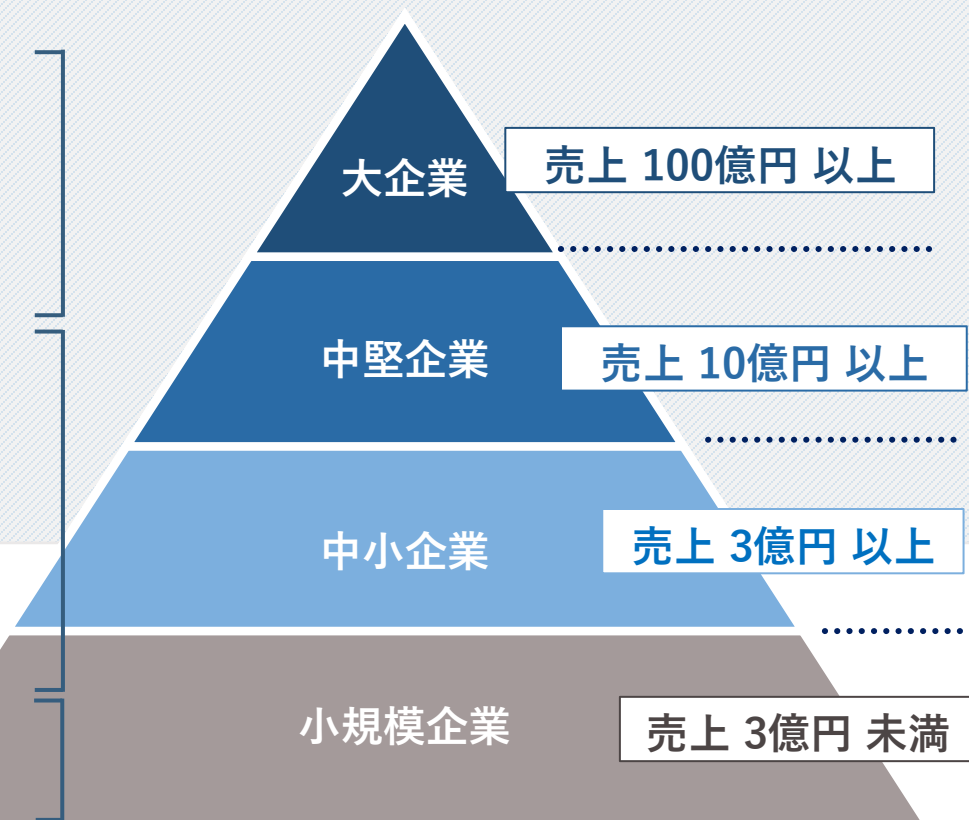 大企業
売上 100億円 以上
中堅企業
売上 10億円 以上
中小企業
売上 3億円 以上
小規模企業
売上 3億円 未満